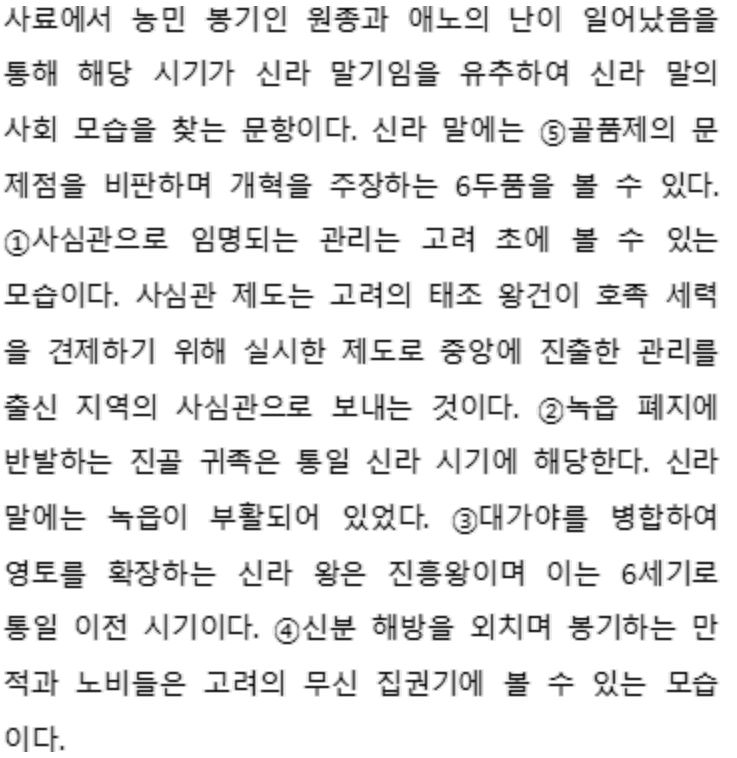 사료에서 농민 봉기인 원종과 애노의 난이 일어났음을
통해 해당 시기가 신라 말기임을 유추하여 신라 말의
사회 모습을 찾는 문항이다. 신라 말에는 ⑤골품제의 문
제점을 비판하며 개혁을 주장하는 6두품을 볼 수 있다.
①사심관으로 임명되는 관리는 고려 초에 볼 수 있는
모습이다. 사심관 제도는 고려의 태조 왕건이 호족 세력
을 견제하기 위해 실시한 제도로 중앙에 진출한 관리를
출신 지역의 사심관으로 보내는 것이다. ②녹읍 폐지에
반발하는 진골 귀족은 통일 신라 시기에 해당한다. 신라
말에는 녹읍이 부활되어 있었다. ③대가야를 병합하여
영토를 확장하는 신라 왕은 진흥왕이며 이는 6세기로
통일 이전 시기이다. ④신분 해방을 외치며 봉기하는 만
적과 노비들은 고려의 무신 집권기에 볼 수 있는 모습
이다.